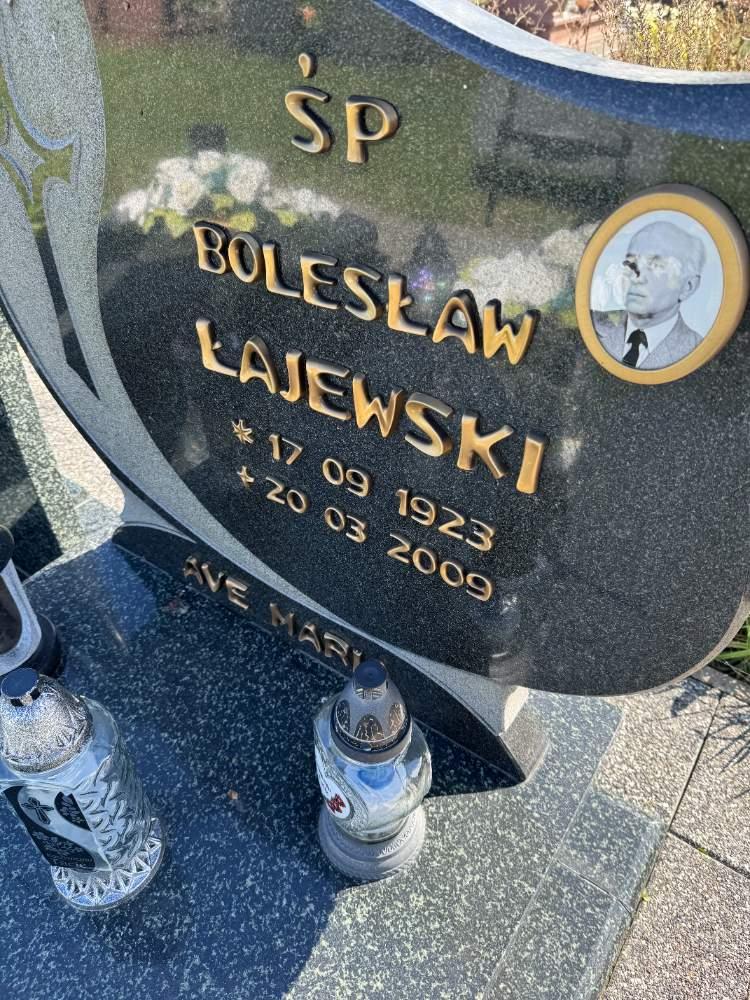 ŚP
BOLESŁAW
ŁAJEWSKI
* 17 09 1923
+ 20 03 2009
AVE MARI